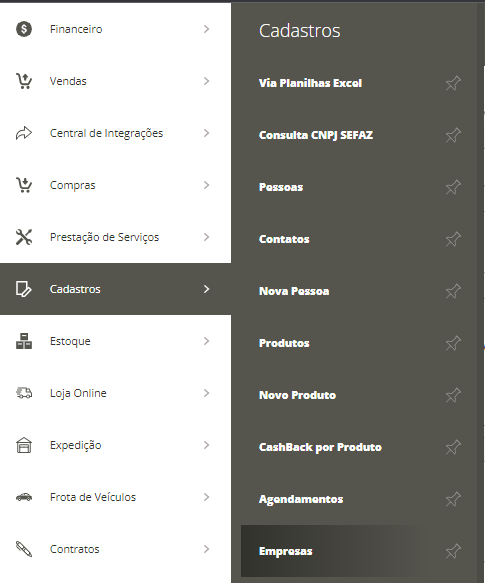 Financeiro
Vendas
Central de Integrações
Compras
Prestação de Serviços
Cadastros
Estoque
Loja Online
Expedição
Frota de Veículos
Contratos
Cadastros
Via Planilhas Excel
Consulta CNPJ SEFAZ
Pessoas
Contatos
Nova Pessoa
Produtos
Novo Produto
CashBack por Produto
Agendamentos
Empresas